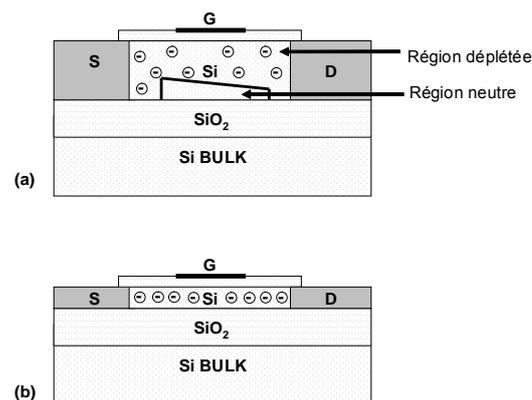 G
S
Si
D
Région déplétée
Région neutre
SiO2
Si BULK
(a)
G
S
Si
D
SiO2
Si BULK
(b)